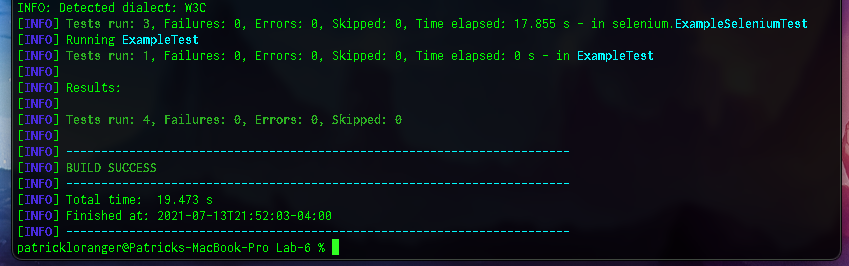 INFO: Detected dialect: W3C
[INFO] Tests run: 3, Failures: 0, Errors: 0, Skipped: 0, Time elapsed: 17.855 s - in selenium.ExampleSeleniumTest
[INFO] Running ExampleTest
[INFO] Tests run: 1, Failures: 0, Errors: 0, Skipped: 0, Time elapsed: 0 s - in ExampleTest
[INFO]
[INFO] Results:
[INFO]
[INFO] Tests run: 4, Failures: 0, Errors: 0, Skipped: 0
[INFO]
[INFO] ------------------------------------------------------------------------
[INFO] BUILD SUCCESS
[INFO] ------------------------------------------------------------------------
[INFO] Total time:  19.473 s
[INFO] Finished at: 2021-07-13T21:52:03-04:00
[INFO] ------------------------------------------------------------------------
patrickloranger@Patricks-MacBook-Pro Lab-6 %